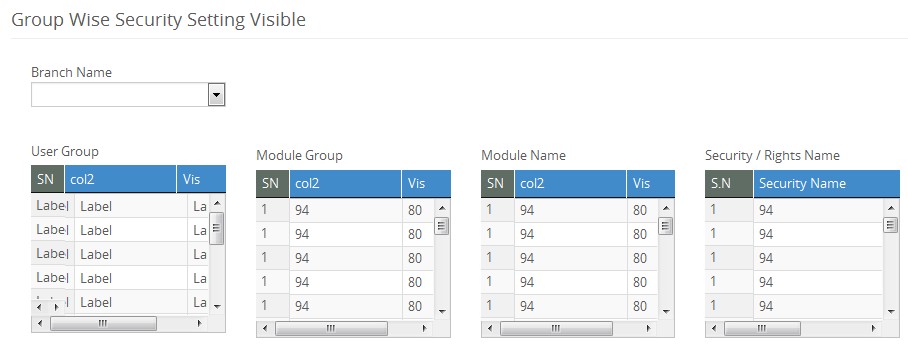 Group Wise Security Setting Visible
Branch Name
User Group
SN col2 Vis
Label Label La
Label Label La
Label Label La
Label Label La
Label La
Module Group
SN col2 Vis
1 94 80
1 94 80
1 94 80
1 94 80
1 94 80
Module Name
SN col2 Vis
1 94 80
1 94 80
1 94 80
1 94 80
1 94 80
Security / Rights Name
S.N Security Name
1 94
1 94
1 94
1 94
1 94